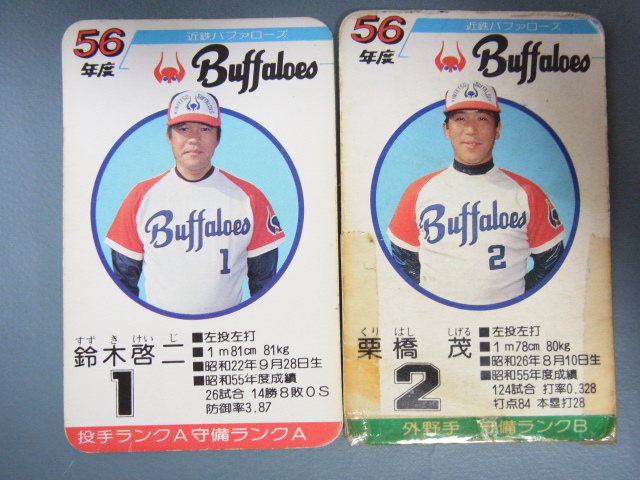 56
年度
近鉄バファローズ
Buffaloes
Buffaloes
1
すずきけいじ
鈴木啓二
1
■左投左打
■1m81cm 81kg
■昭和22年9月28日生
■昭和55年度成績
26試合 14勝8敗0S
防御率3.87
投手ランクA 守備ランクA
56
年度
近鉄バファローズ
Buffaloes
Buffaloes
2
くりはし しげる
栗橋 茂
2
■左投左打
■1m78cm 80kg
■昭和26年8月10日生
■昭和55年度成績
124試合 打率0.328
打点84 本塁打28
外野手 守備ランクB